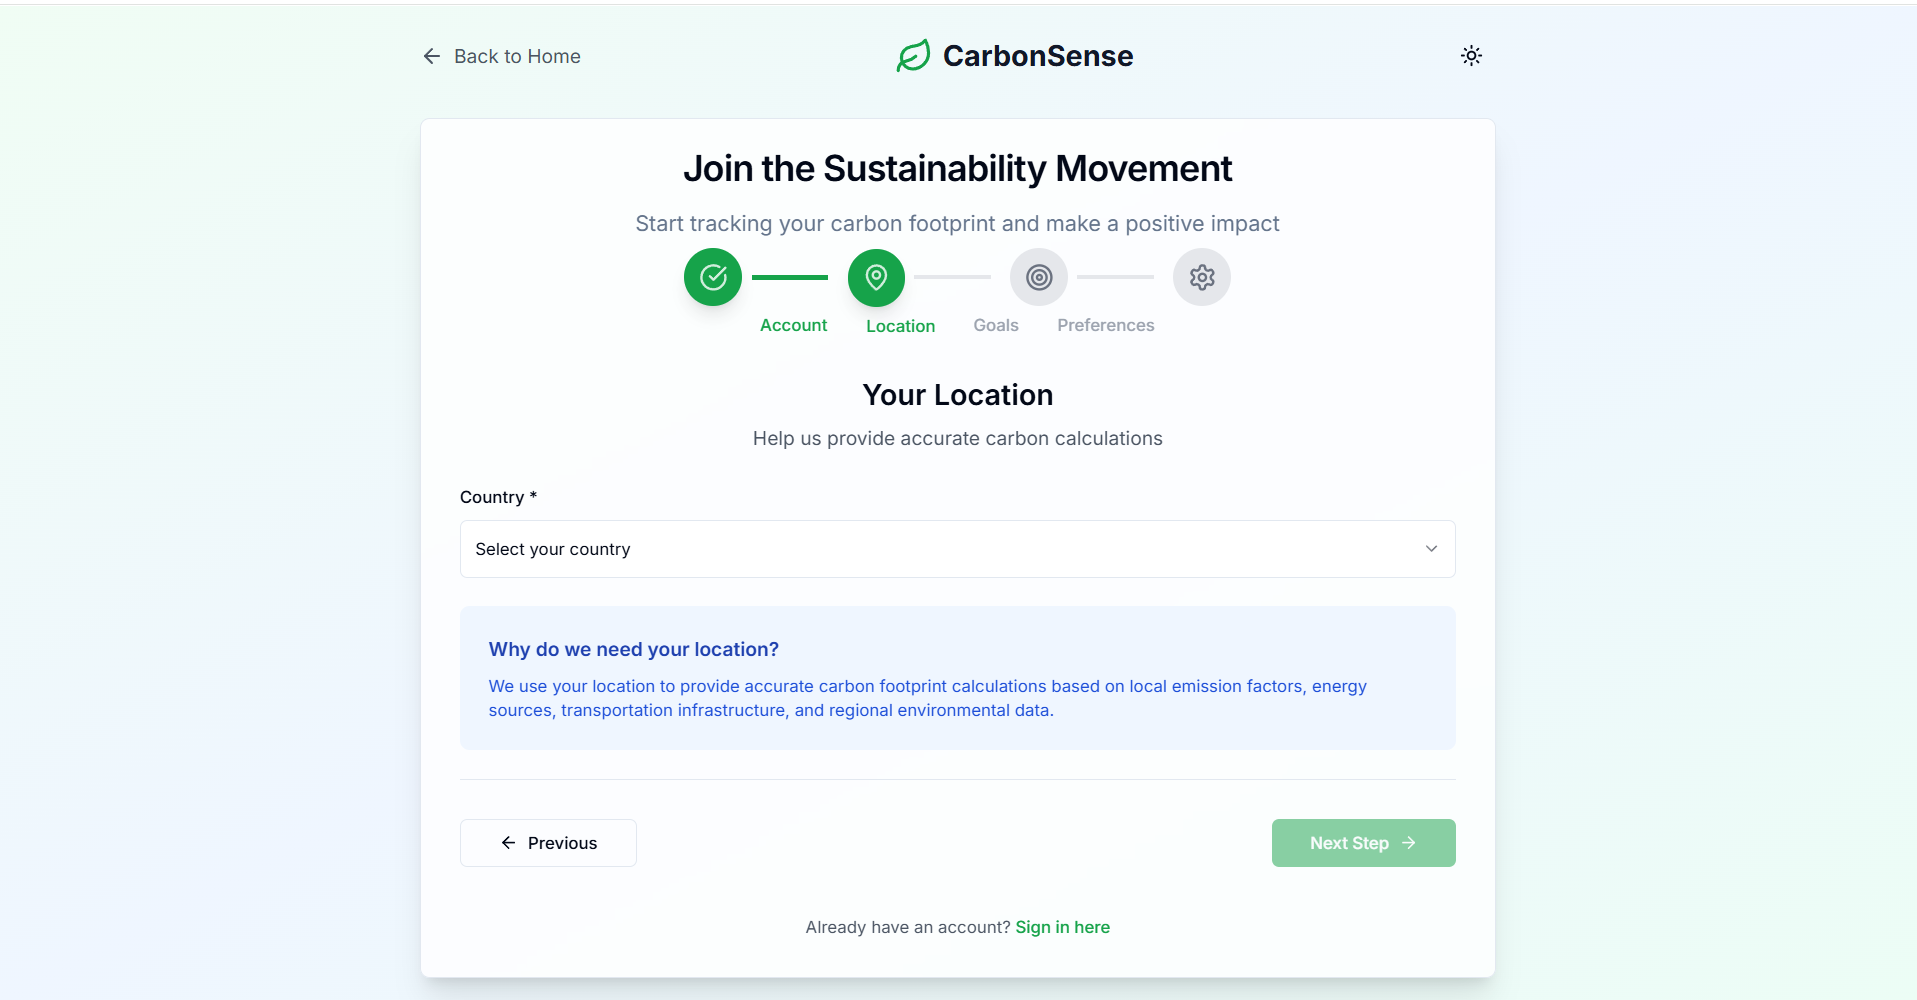 Back to Home
CarbonSense
Join the Sustainability Movement
Start tracking your carbon footprint and make a positive impact
Account
Location
Goals
Preferences
Your Location
Help us provide accurate carbon calculations
Country *
Select your country
Why do we need your location?
We use your location to provide accurate carbon footprint calculations based on local emission factors, energy
sources, transportation infrastructure, and regional environmental data.
Previous
Next Step
Already have an account? Sign in here